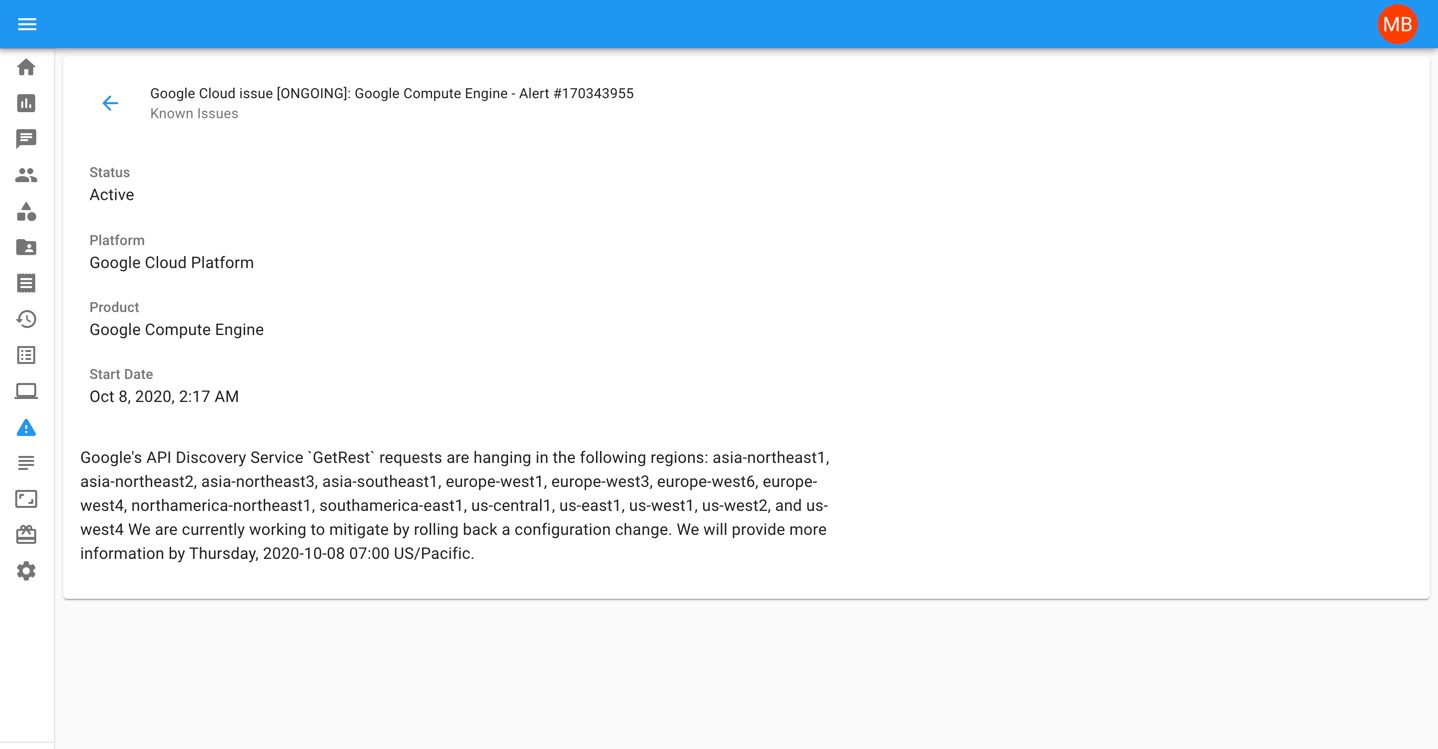 MB
Google Cloud issue [ONGOING]: Google Compute Engine - Alert #170343955
Known Issues
Status
Active
Platform
Google Cloud Platform
Product
Google Compute Engine
Start Date
Oct 8, 2020, 2:17 AM
Google's API Discovery Service `GetRest` requests are hanging in the following regions: asia-northeast1,
asia-northeast2, asia-northeast3, asia-southeast1, europe-west1, europe-west3, europe-west6, europe-
west4, northamerica-northeast1, southamerica-east1, us-central1, us-east1, us-west1, us-west2, and us-
west4 We are currently working to mitigate by rolling back a configuration change. We will provide more
information by Thursday, 2020-10-08 07:00 US/Pacific.